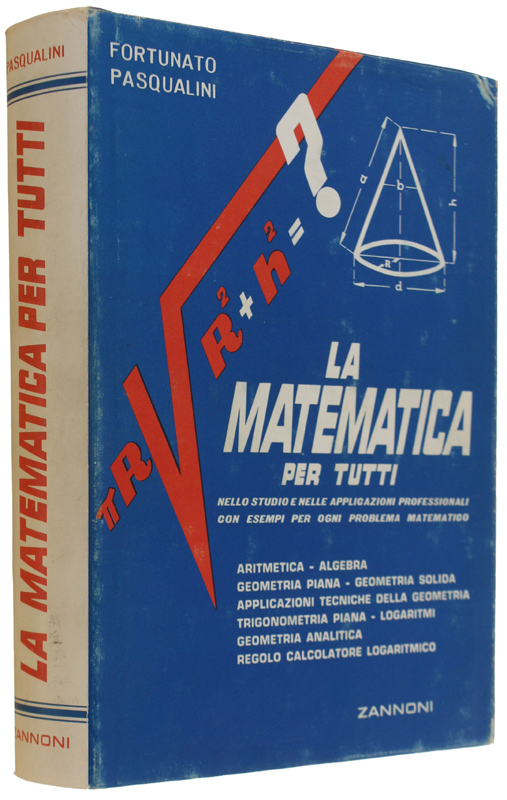 PASQUALINI
LA MATEMATICA PER TUTTI
ZANNONI
FORTUNATO
PASQUALINI
πR√R²+h²=?
a
b
h
R
d
LA
MATEMATICA
PER TUTTI
NELLO STUDIO E NELLE APPLICAZIONI PROFESSIONALI
CON ESEMPI PER OGNI PROBLEMA MATEMATICO
ARITMETICA - ALGEBRA
GEOMETRIA PIANA - GEOMETRIA SOLIDA
APPLICAZIONI TECNICHE DELLA GEOMETRIA
TRIGONOMETRIA PIANA - LOGARITMI
GEOMETRIA ANALITICA
REGOLO CALCOLATORE LOGARITMICO
ZANNONI